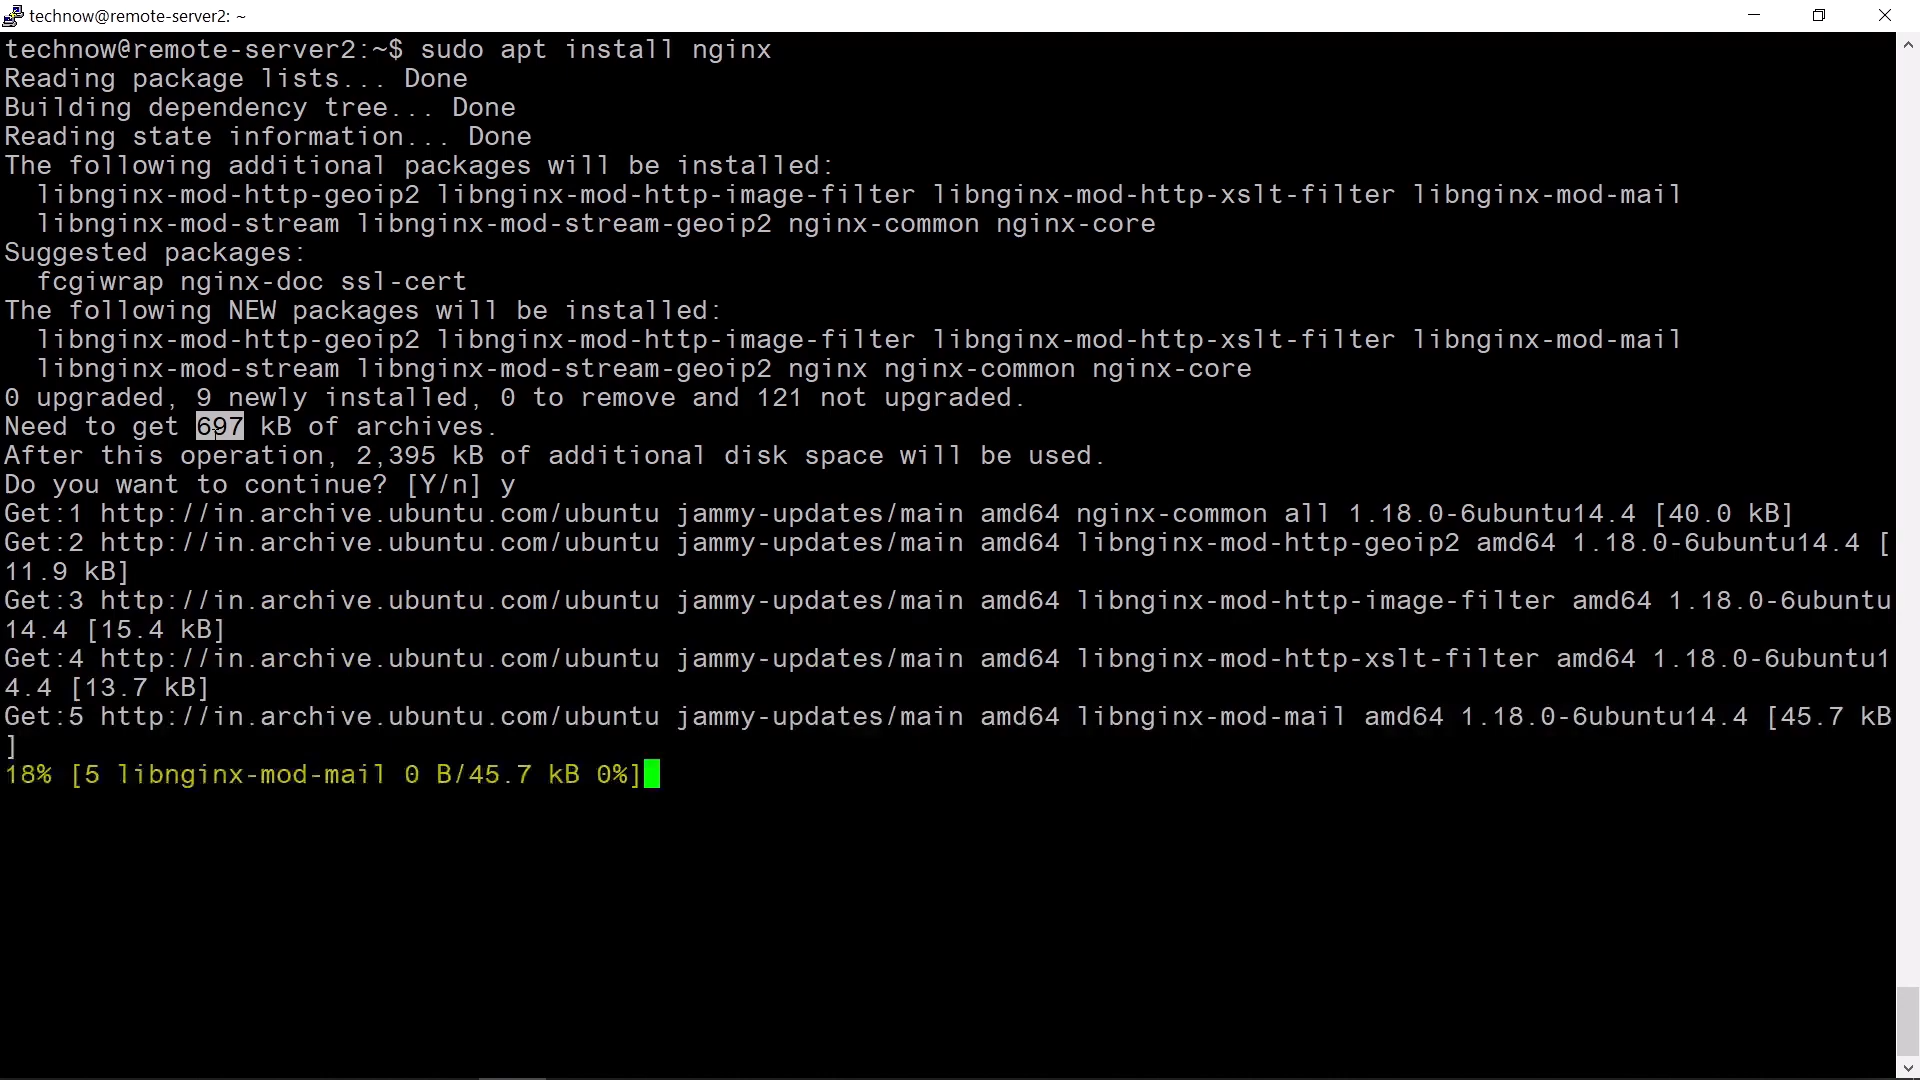 technow@remote-server2: ~
technow@remote-server2:~$ sudo apt install nginx
Reading package lists... Done
Building dependency tree... Done
Reading state information... Done
The following additional packages will be installed:
  libnginx-mod-http-geoip2 libnginx-mod-http-image-filter libnginx-mod-http-xslt-filter libnginx-mod-mail
  libnginx-mod-stream libnginx-mod-stream-geoip2 nginx-common nginx-core
Suggested packages:
  fcgiwrap nginx-doc ssl-cert
The following NEW packages will be installed:
  libnginx-mod-http-geoip2 libnginx-mod-http-image-filter libnginx-mod-http-xslt-filter libnginx-mod-mail
  libnginx-mod-stream libnginx-mod-stream-geoip2 nginx nginx-common nginx-core
0 upgraded, 9 newly installed, 0 to remove and 121 not upgraded.
Need to get 697 kB of archives.
After this operation, 2,395 kB of additional disk space will be used.
Do you want to continue? [Y/n] y
Get:1 http://in.archive.ubuntu.com/ubuntu jammy-updates/main amd64 nginx-common all 1.18.0-6ubuntu14.4 [40.0 kB]
Get:2 http://in.archive.ubuntu.com/ubuntu jammy-updates/main amd64 libnginx-mod-http-geoip2 amd64 1.18.0-6ubuntu14.4 [
11.9 kB]
Get:3 http://in.archive.ubuntu.com/ubuntu jammy-updates/main amd64 libnginx-mod-http-image-filter amd64 1.18.0-6ubuntu
14.4 [15.4 kB]
Get:4 http://in.archive.ubuntu.com/ubuntu jammy-updates/main amd64 libnginx-mod-http-xslt-filter amd64 1.18.0-6ubuntu1
4.4 [13.7 kB]
Get:5 http://in.archive.ubuntu.com/ubuntu jammy-updates/main amd64 libnginx-mod-mail amd64 1.18.0-6ubuntu14.4 [45.7 kB
]
18% [5 libnginx-mod-mail 0 B/45.7 kB 0%]